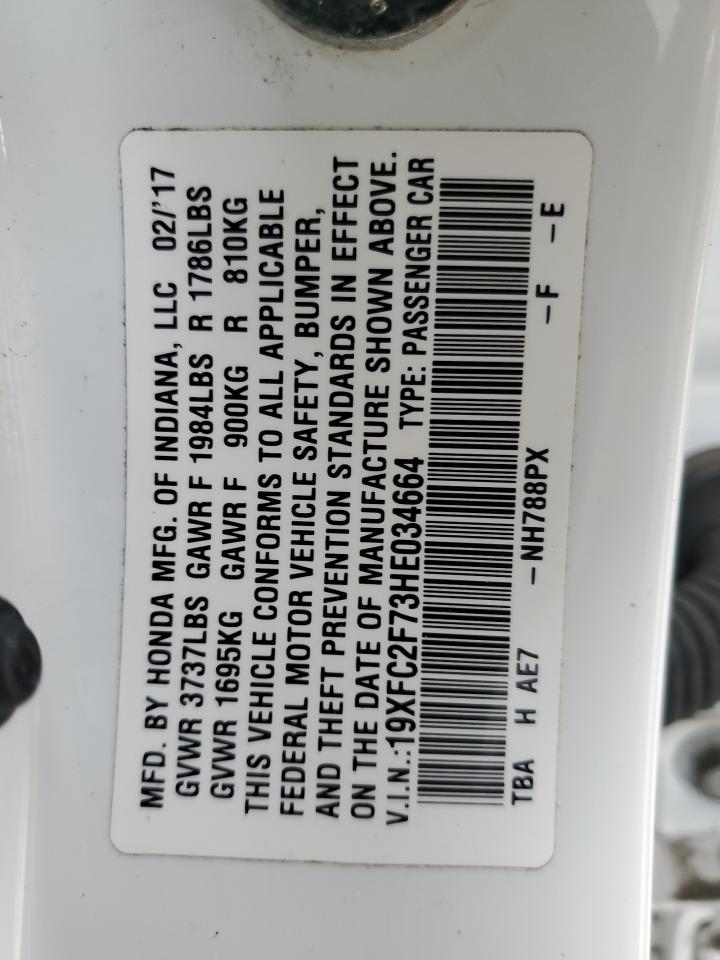 MFD. BY HONDA MFG. OF INDIANA, LLC 02/'17
GVWR 3737LBS GAWR F 1984LBS R 1786LBS
GVWR 1695KG GAWR F 900KG R 810KG
THIS VEHICLE CONFORMS TO ALL APPLICABLE
FEDERAL MOTOR VEHICLE SAFETY, BUMPER,
AND THEFT PREVENTION STANDARDS IN EFFECT
ON THE DATE OF MANUFACTURE SHOWN ABOVE.
V.I.N.:19XFC2F73HE034664 TYPE: PASSENGER CAR
TBA H AE7 -NH788PX -F -E